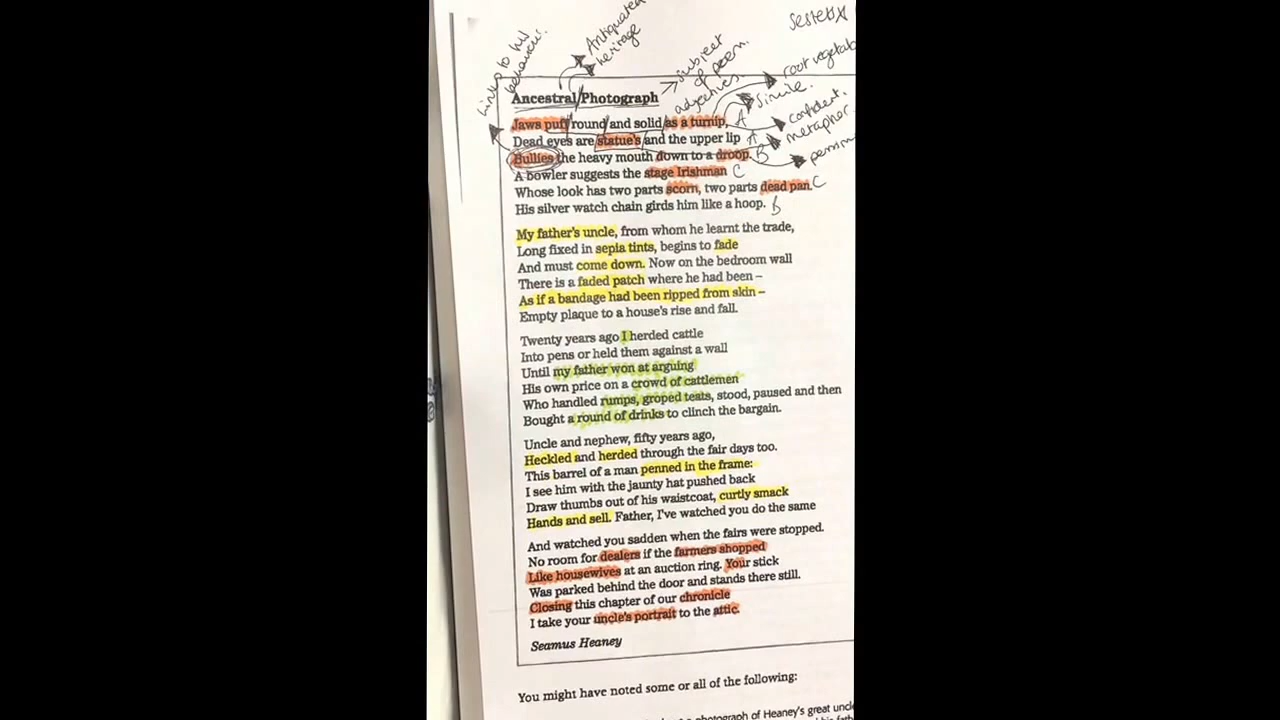 sestet
Antiquated
heritage
links to his
behaviour.
subject
of poem.
adjectives
root vegetab
Simile.
confident.
metaphor
Ancestral/Photograph
Jaws puff round and solid as a turnip, A
Dead eyes are statue's and the upper lip A
Bullies the heavy mouth down to a droop. B
A bowler suggests the stage Irishman C
Whose look has two parts scorn, two parts dead pan. C
His silver watch chain girds him like a hoop. B
My father's uncle, from whom he learnt the trade,
Long fixed in sepia tints, begins to fade
And must come down. Now on the bedroom wall
There is a faded patch where he had been –
As if a bandage had been ripped from skin –
Empty plaque to a house's rise and fall.
Twenty years ago I herded cattle
Into pens or held them against a wall
Until my father won at arguing
His own price on a crowd of cattlemen
Who handled rumps, groped teats, stood, paused and then
Bought a round of drinks to clinch the bargain.
Uncle and nephew, fifty years ago,
Heckled and herded through the fair days too.
This barrel of a man penned in the frame:
I see him with the jaunty hat pushed back
Draw thumbs out of his waistcoat, curtly smack
Hands and sell. Father, I've watched you do the same
And watched you sadden when the fairs were stopped.
No room for dealers if the farmers shopped
Like housewives at an auction ring. Your stick
Was parked behind the door and stands there still.
Closing this chapter of our chronicle
I take your uncle's portrait to the attic.
Seamus Heaney
You might have noted some or all of the following:
photograph of Heaney's great uncle